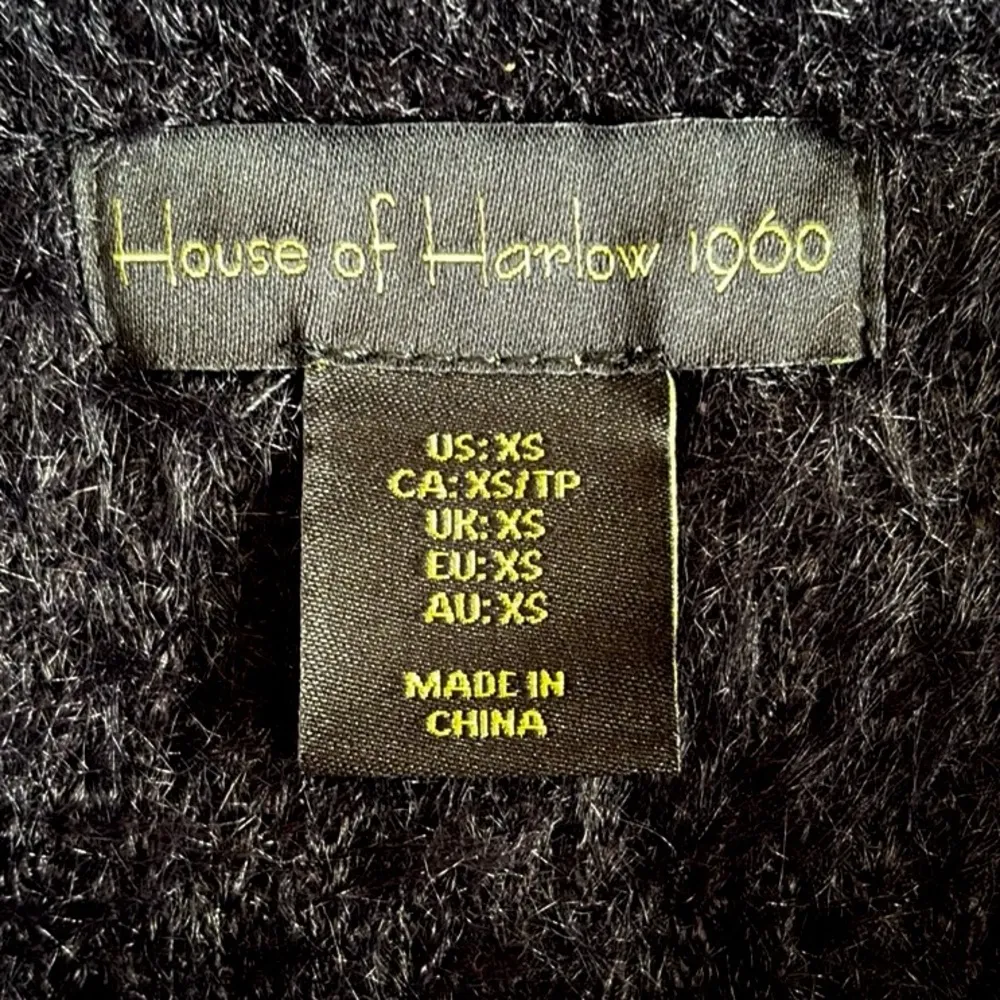 House of Harlow 1960
US: XS
CA: XS/TP
UK: XS
EU: XS
AU: XS
MADE IN
CHINA